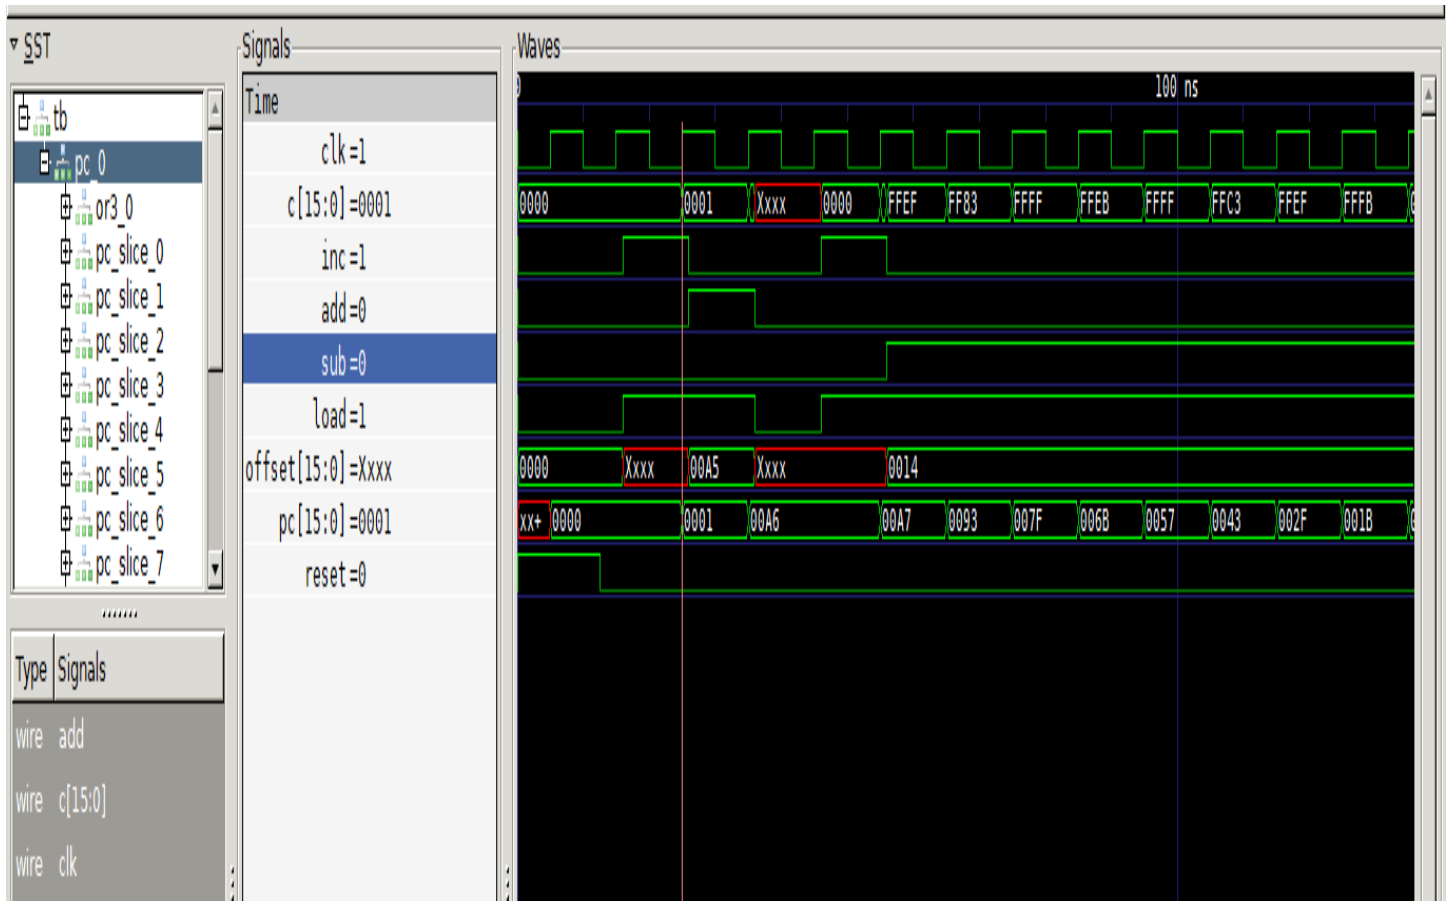 SST
tb
pc_0
or3_0
pc_slice_0
pc_slice_1
pc_slice_2
pc_slice_3
pc_slice_4
pc_slice_5
pc_slice_6
pc_slice_7
Type Signals
wire add
wire c[15:0]
wire clk
Signals
Time
clk=1
c[15:0]=0001
inc=1
add=0
sub=0
load=1
offset[15:0]=Xxxx
pc[15:0]=0001
reset=0
Waves
0 100 ns
0000 0001 Xxxx 0000 FFEF FF83 FFFF FFEB FFFF FFC3 FFEF FFFB
0000 Xxxx 00A5 Xxxx 0014
xx+ 0000 0001 00A6 00A7 0093 007F 006B 0057 0043 002F 001B